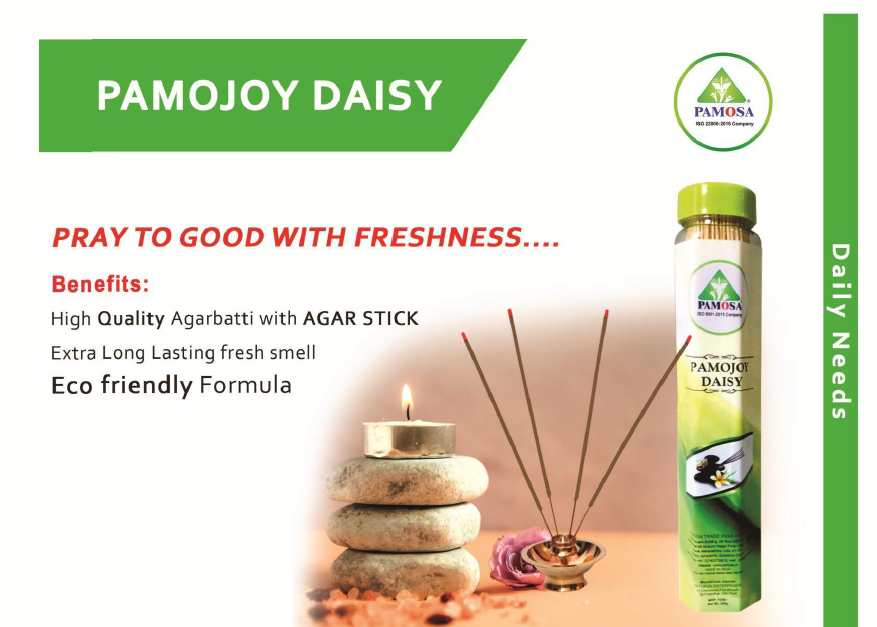 PAMOJOY DAISY
PAMOSA
ISO 22000:2018 Company
PRAY TO GOOD WITH FRESHNESS....
Benefits:
High Quality Agarbatti with AGAR STICK
Extra Long Lasting fresh smell
Eco friendly Formula
Daily Needs
PAMOSA
ISO 9001:2015 Company
PAMOJOY
DAISY